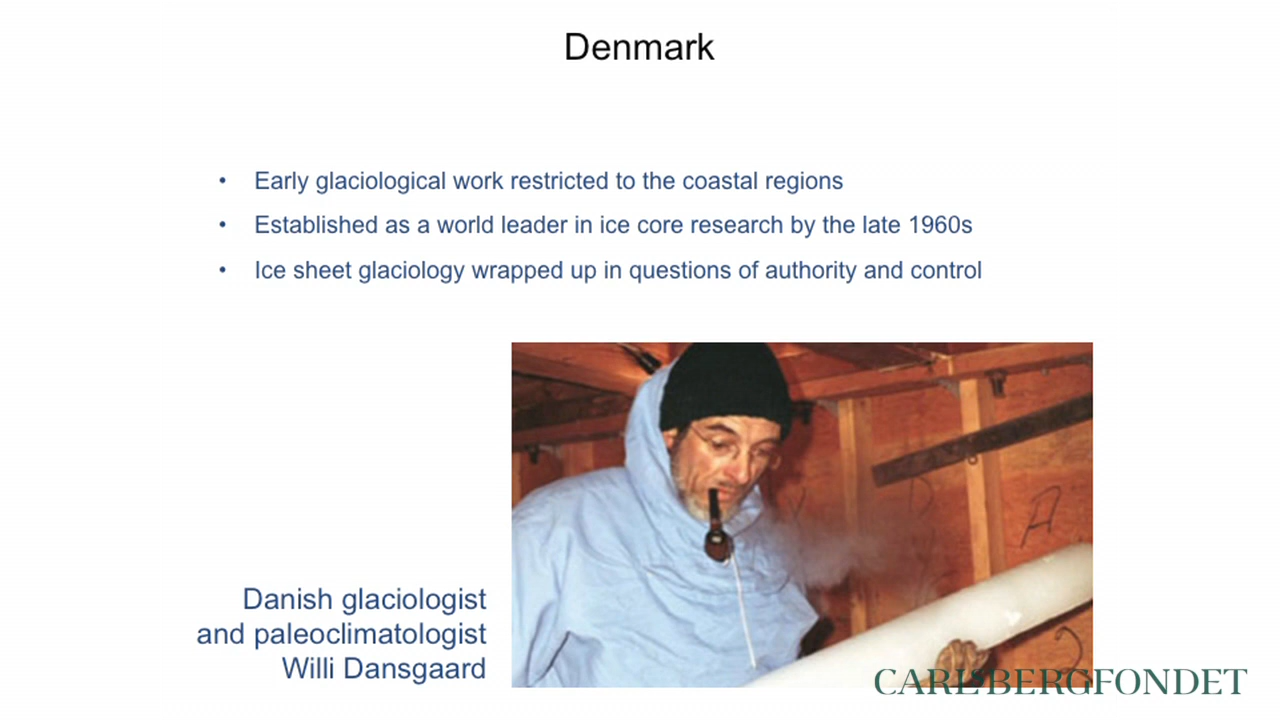 Denmark
• Early glaciological work restricted to the coastal regions
• Established as a world leader in ice core research by the late 1960s
• Ice sheet glaciology wrapped up in questions of authority and control
A
2
Danish glaciologist
and paleoclimatologist
Willi Dansgaard
CARLSBERGFONDET